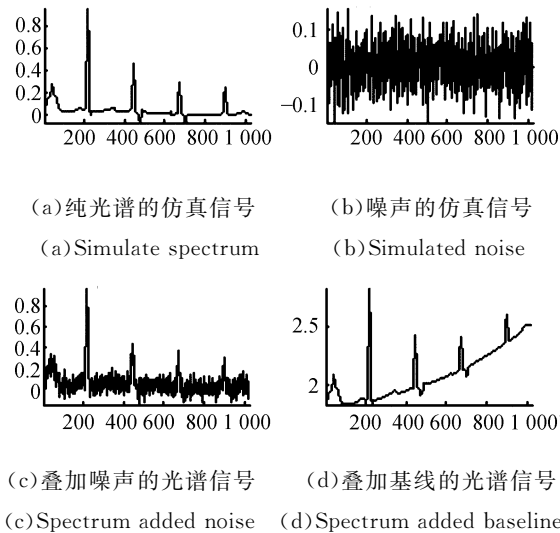 0.8
0.6
0.4
0.2
0
200 400 600 800 1 000
0.1
0
−0.1
200 400 600 800 1 000
(a)纯光谱的仿真信号
(b)噪声的仿真信号
(a)Simulate spectrum
(b)Simulated noise
0.8
0.6
0.4
0.2
0
200 400 600 800 1 000
2.5
2
200 400 600 800 1 000
(c)叠加噪声的光谱信号
(d)叠加基线的光谱信号
(c)Spectrum added noise
(d)Spectrum added baseline